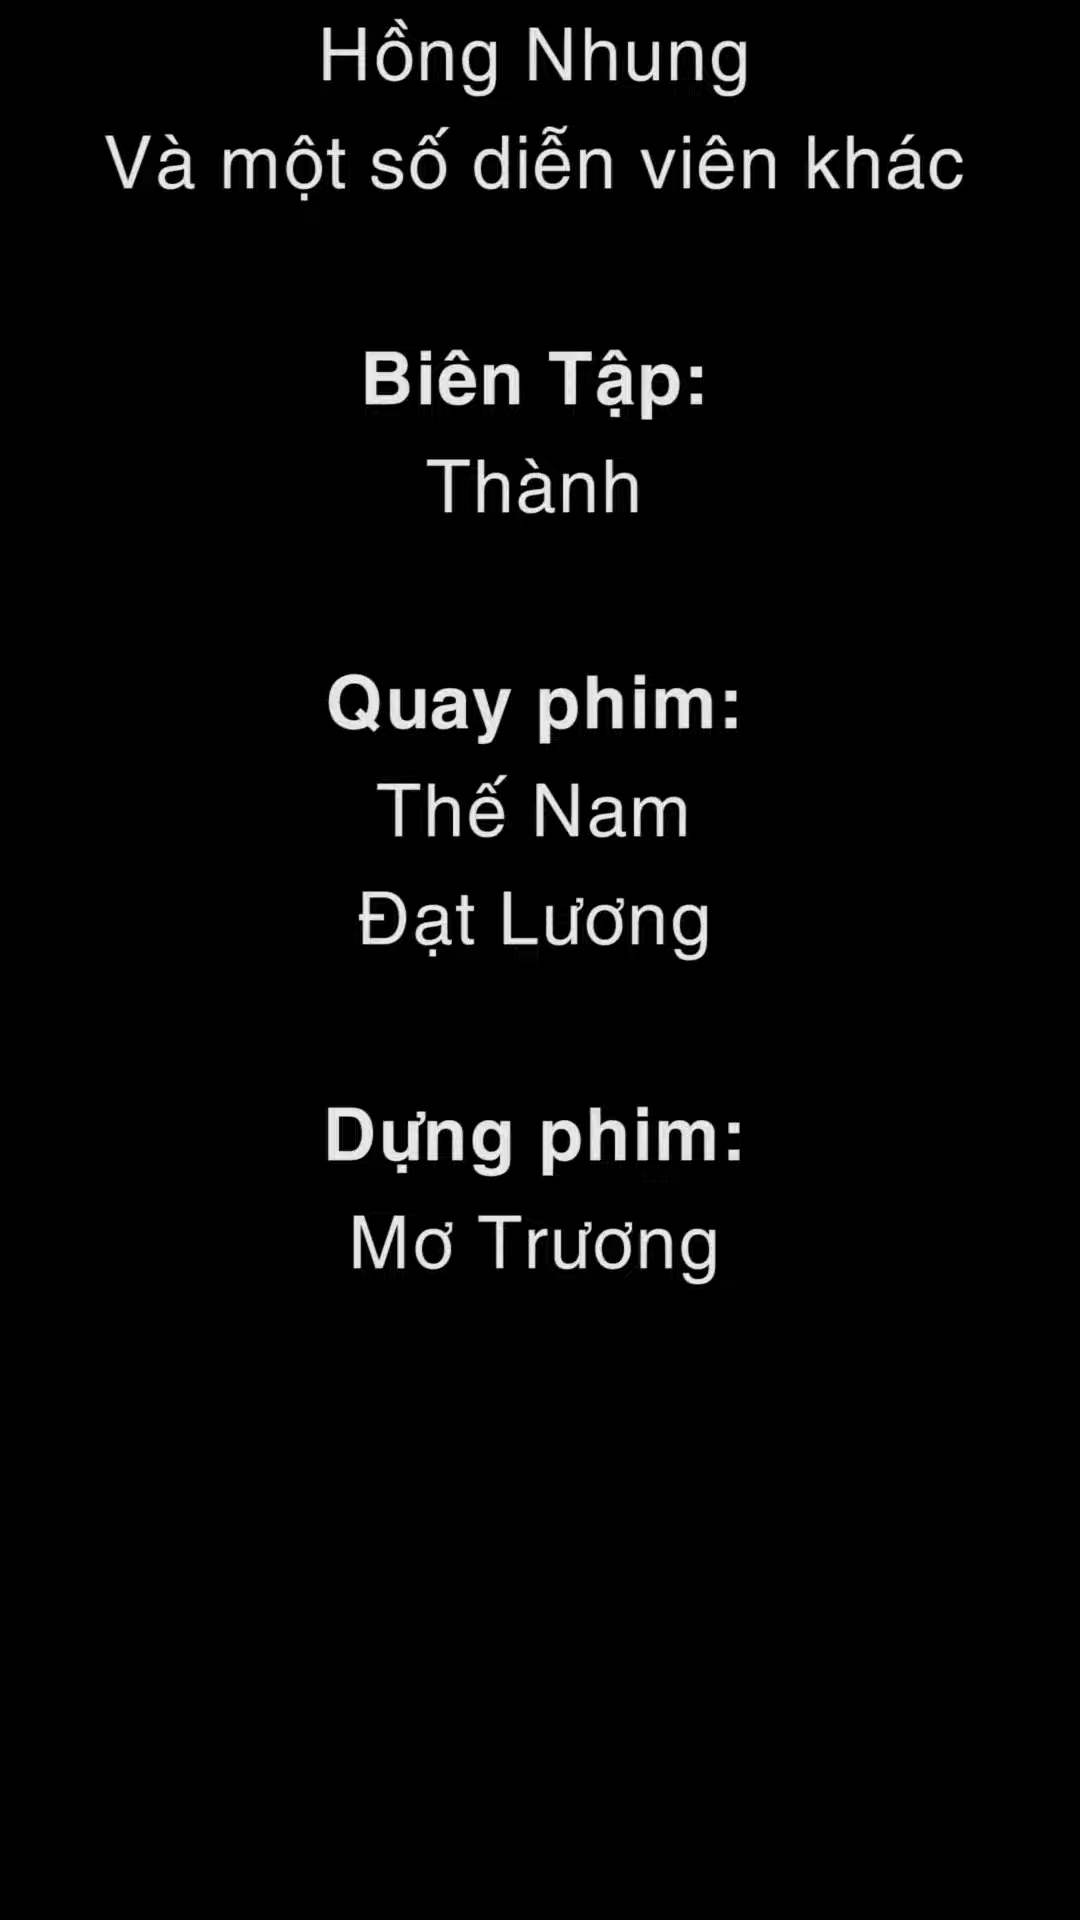 Hồng Nhung
Và một số diễn viên khác
Biên Tập:
Thành
Quay phim:
Thế Nam
Đạt Lương
Dựng phim:
Mơ Trương